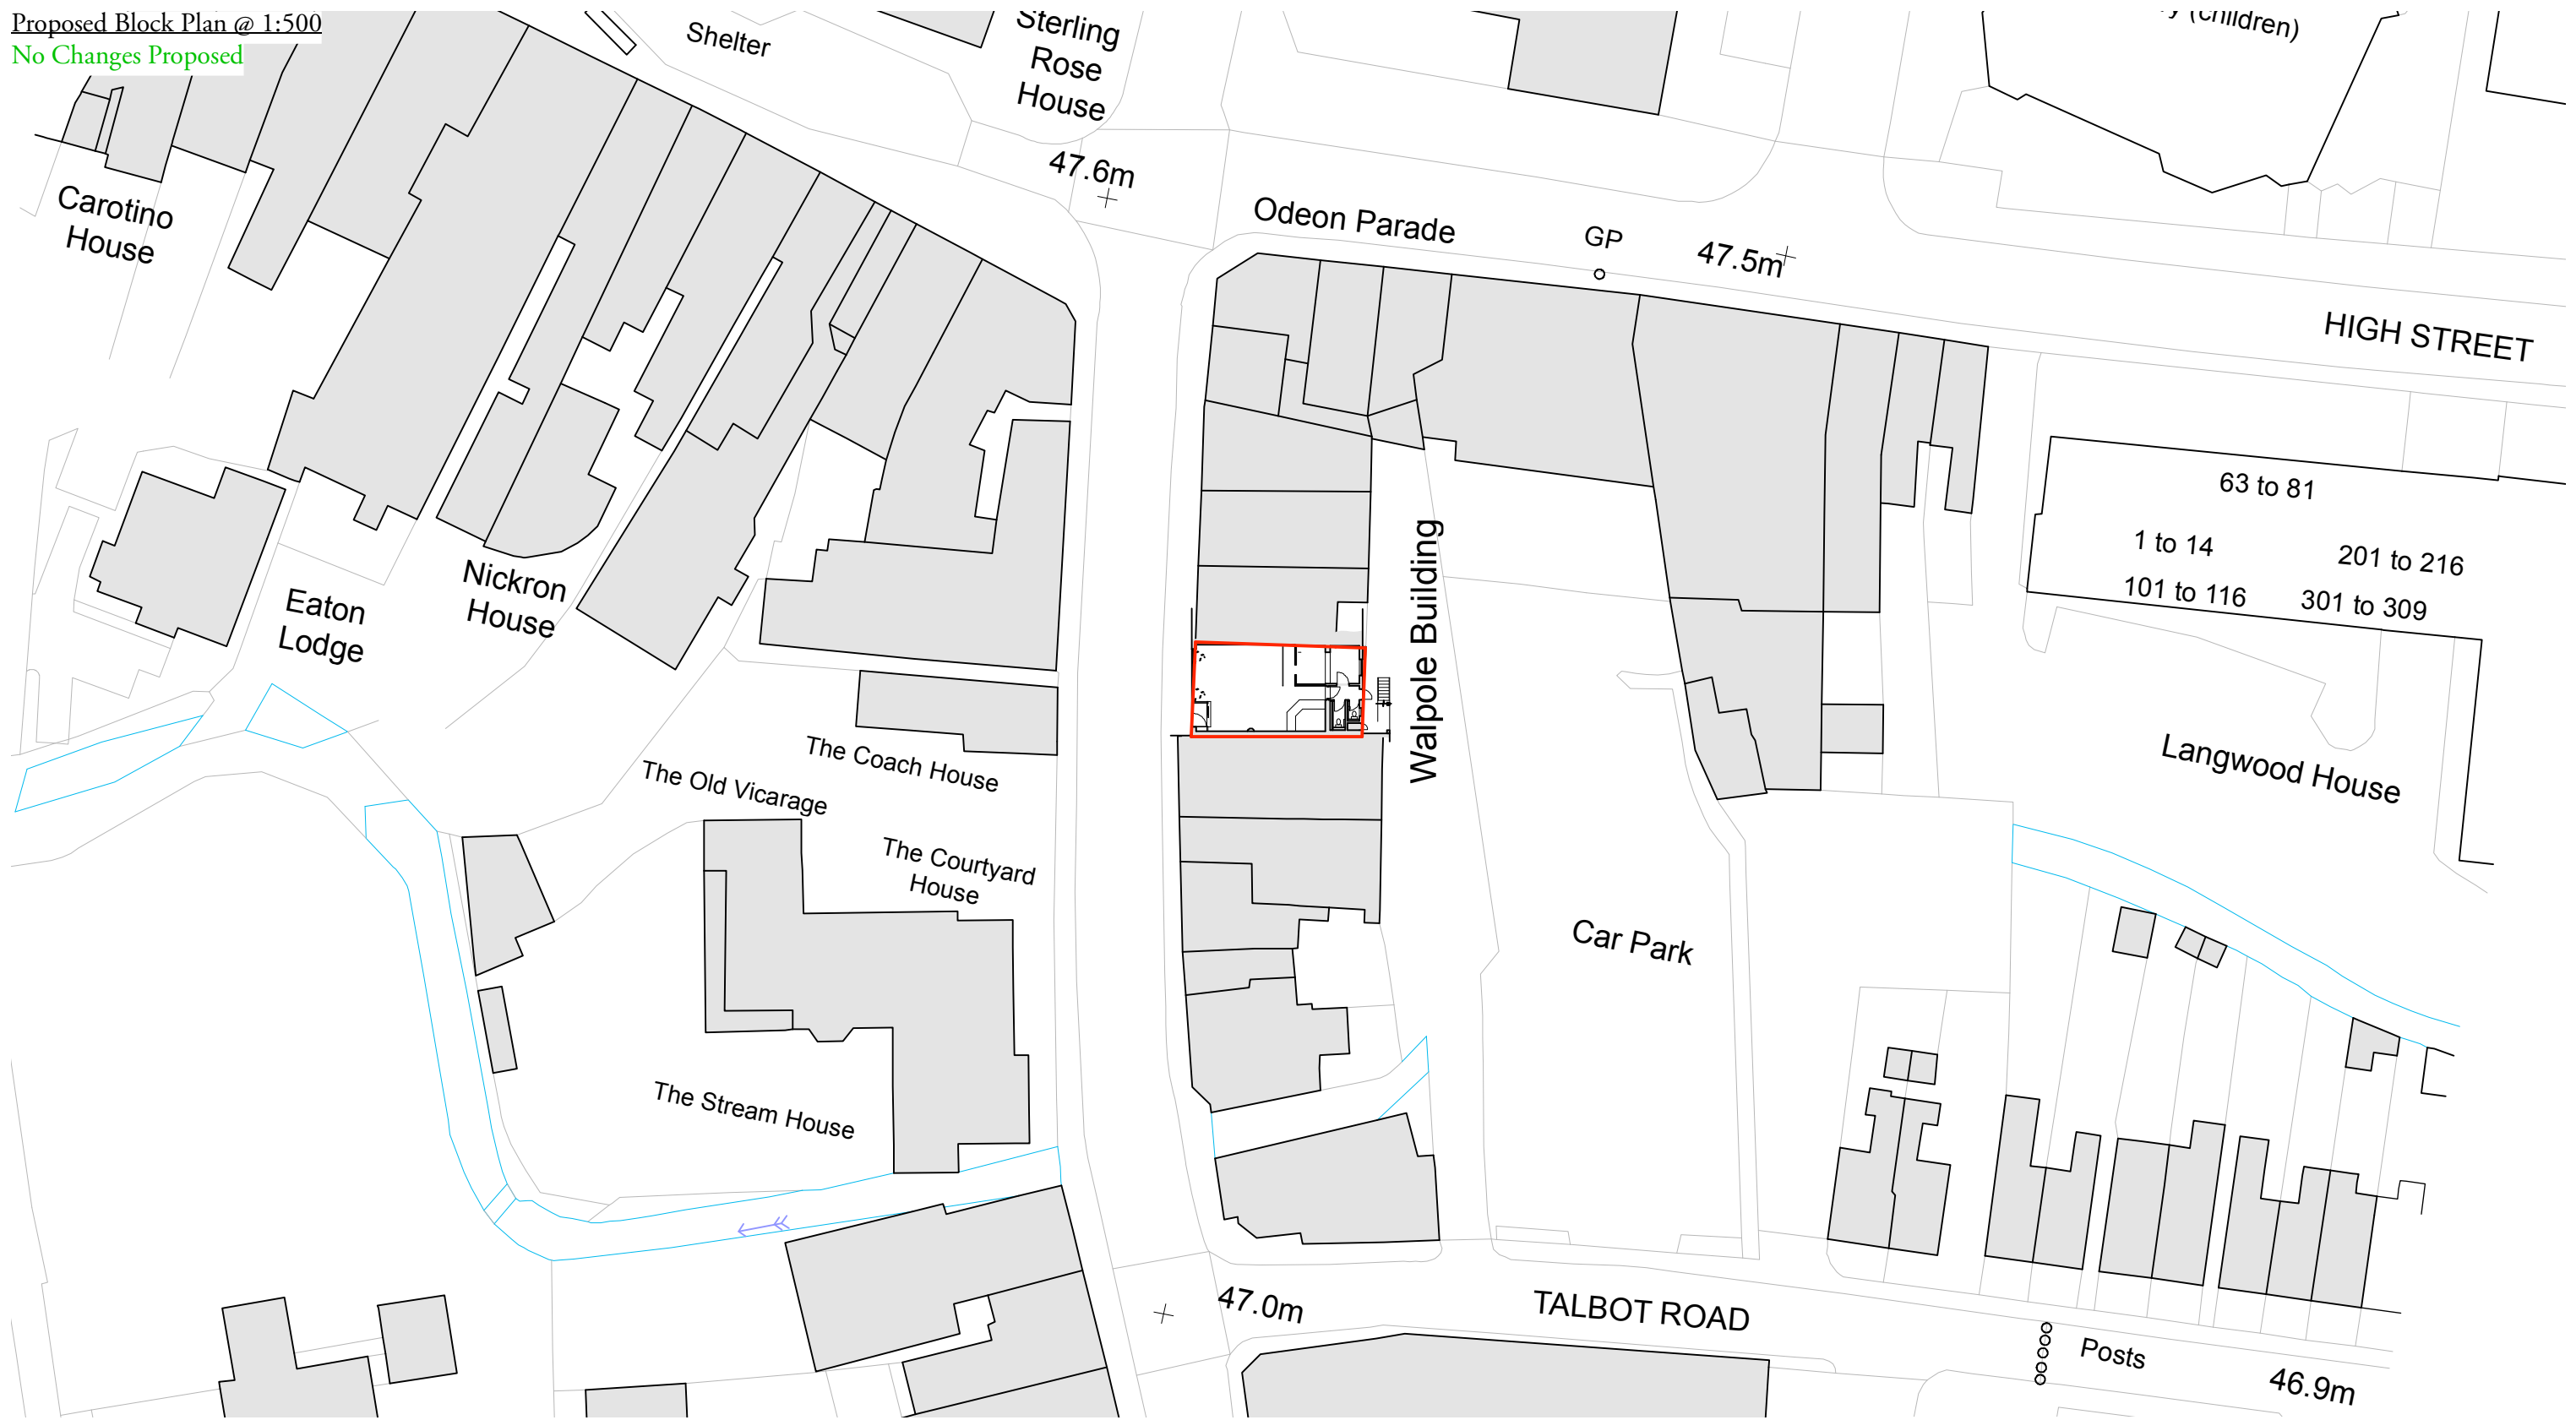 Proposed Block Plan @ 1:500
No Changes Proposed
Shelter
Sterling
Rose
House
(children)
47.6m
Carotino
House
Odeon Parade
GP
47.5m
HIGH STREET
63 to 81
1 to 14
201 to 216
101 to 116
301 to 309
Walpole Building
Nickron
House
Eaton
Lodge
The Coach House
The Old Vicarage
Langwood House
The Courtyard
House
Car Park
The Stream House
47.0m
TALBOT ROAD
Posts
46.9m